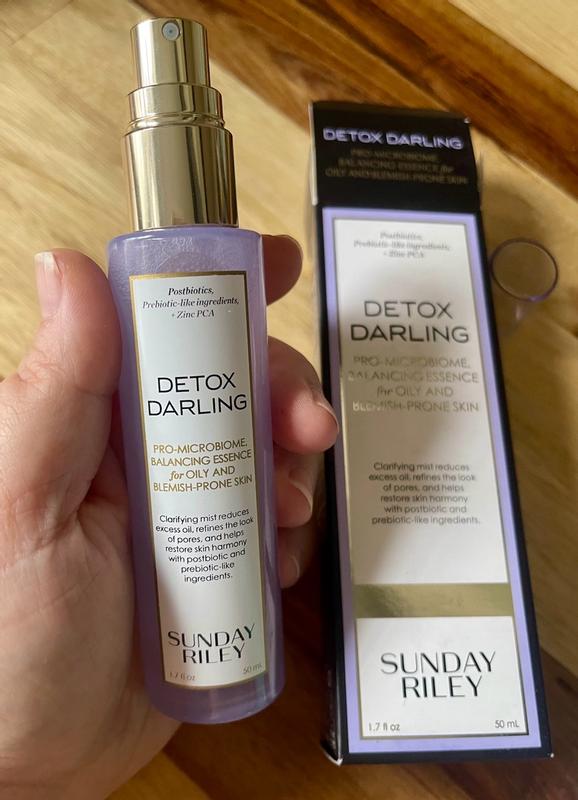 Postbiotics,
Prebiotic-like ingredients,
+ Zinc PCA
DETOX
DARLING
PRO-MICROBIOME,
BALANCING ESSENCE
for OILY AND
BLEMISH-PRONE SKIN
Clarifying mist reduces
excess oil, refines the look
of pores, and helps
restore skin harmony
with postbiotic and
prebiotic-like
ingredients.
SUNDAY
RILEY
1.7 fl oz 50 mL
DETOX DARLING
PRO-MICROBIOME,
BALANCING ESSENCE for
OILY AND BLEMISH-PRONE SKIN
Postbiotics,
Prebiotic-like ingredients,
+ Zinc PCA
DETOX
DARLING
PRO-MICROBIOME,
BALANCING ESSENCE
for OILY AND
BLEMISH-PRONE SKIN
Clarifying mist reduces
excess oil, refines the look
of pores, and helps
restore skin harmony
with postbiotic and
prebiotic-like ingredients.
SUNDAY
RILEY
1.7 fl oz 50 mL